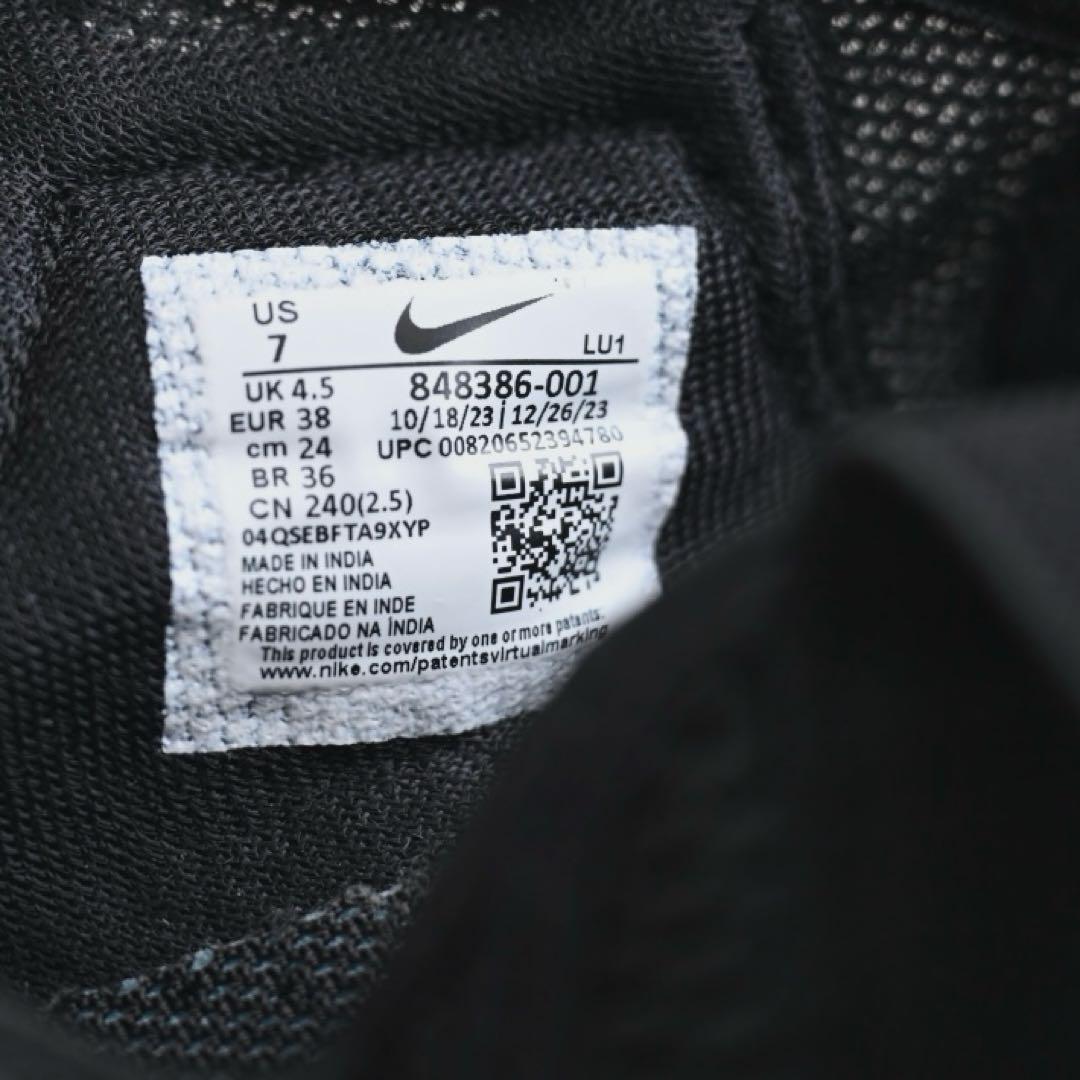 US
7
LU1
UK 4.5
848386-001
EUR 38
10/18/23|12/26/23
cm 24
UPC 00820652394780
BR 36
CN 240(2.5)
04QSEBFTA9XYP
MADE IN INDIA
HECHO EN INDIA
FABRIQUE EN INDE
FABRICADO NA ÍNDIA
This product is covered by one or more patents.
www.nike.com/patentsvirtualmarking